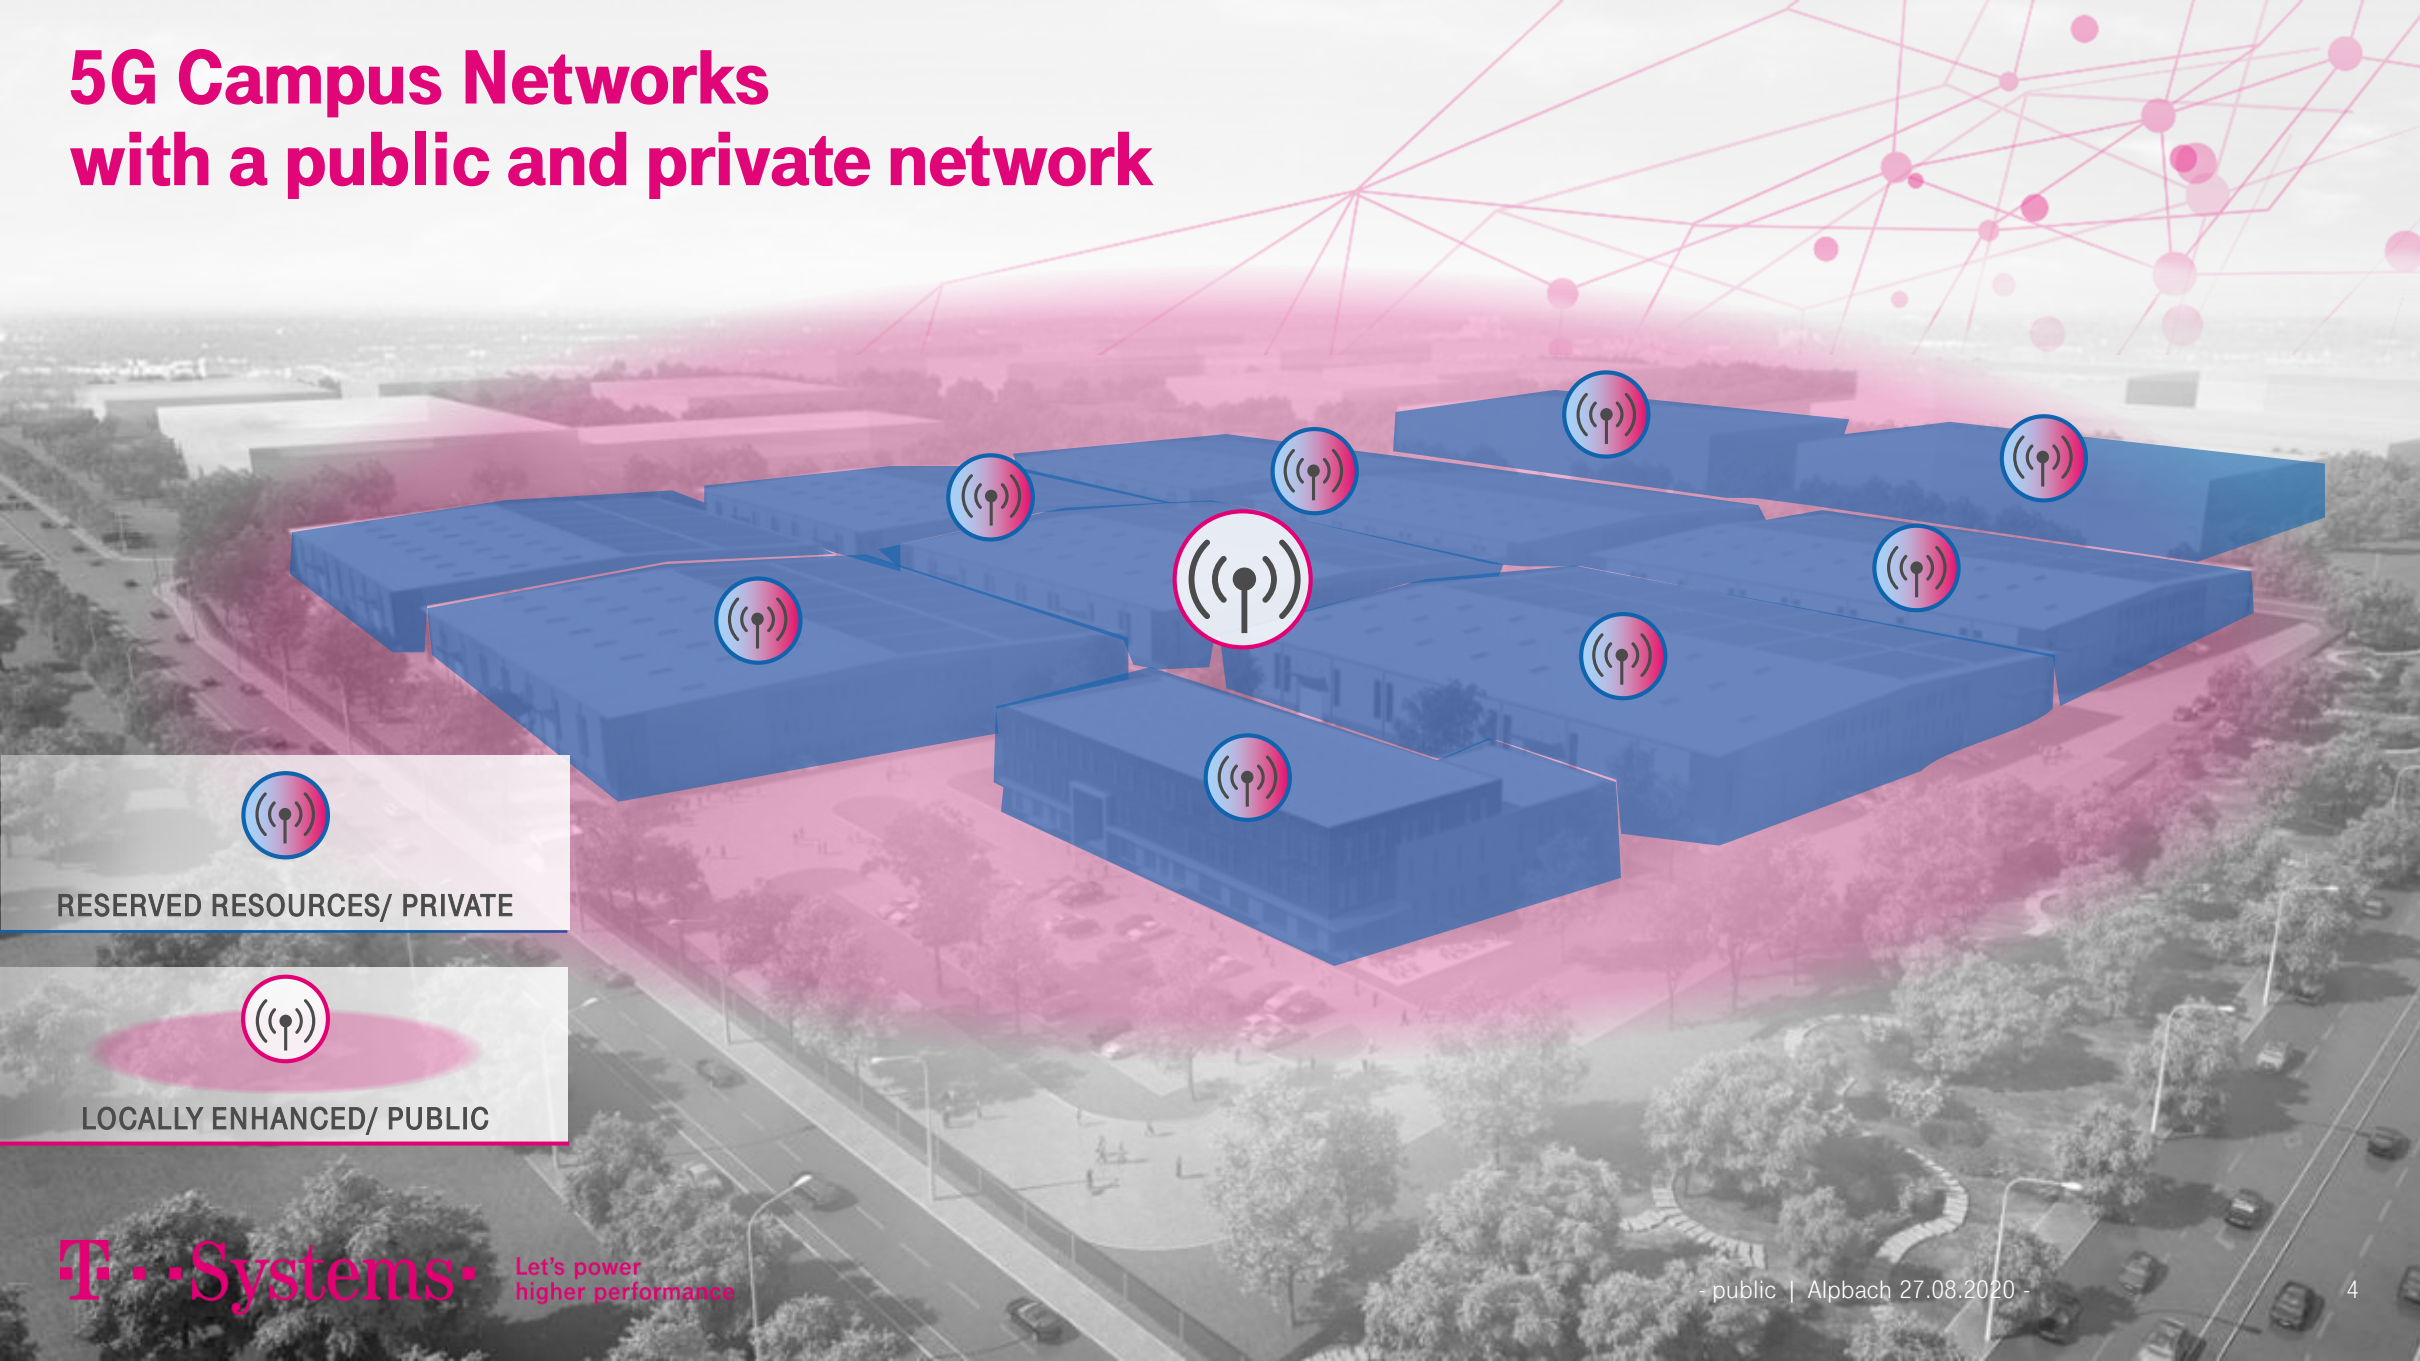 5G Campus Networks
with a public and private network
RESERVED RESOURCES/ PRIVATE
LOCALLY ENHANCED/ PUBLIC
T··Systems·
Let's power
higher performance
- public | Alpbach 27.08.2020 -
4